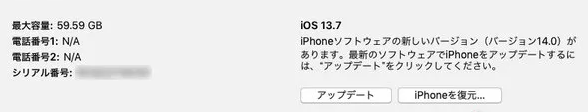 最大容量: 59.59 GB
電話番号1: N/A
電話番号2: N/A
シリアル番号:
iOS 13.7
iPhoneソフトウェアの新しいバージョン（バージョン14.0）が
あります。最新のソフトウェアでiPhoneをアップデートするに
は、“アップデート”をクリックしてください。
アップデート
iPhoneを復元...